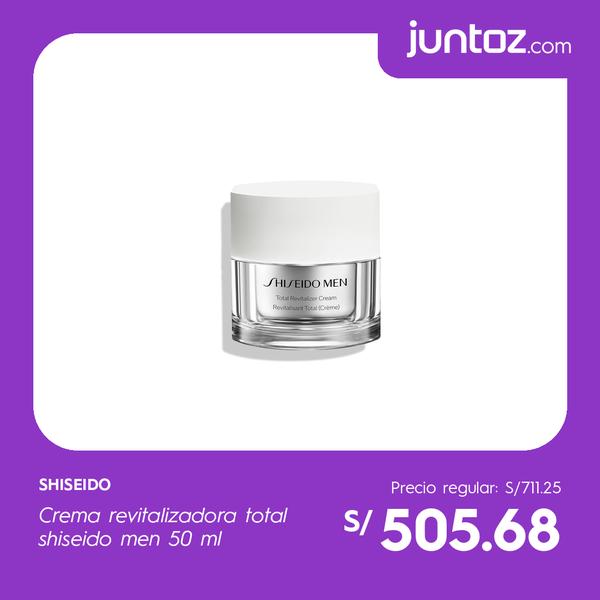 juntoz.com
SHISEIDO MEN
Total Revitalizer Cream
Revitalisant Total (Crème)
SHISEIDO
Crema revitalizadora total
shiseido men 50 ml
Precio regular: S/711.25
S/ 505.68